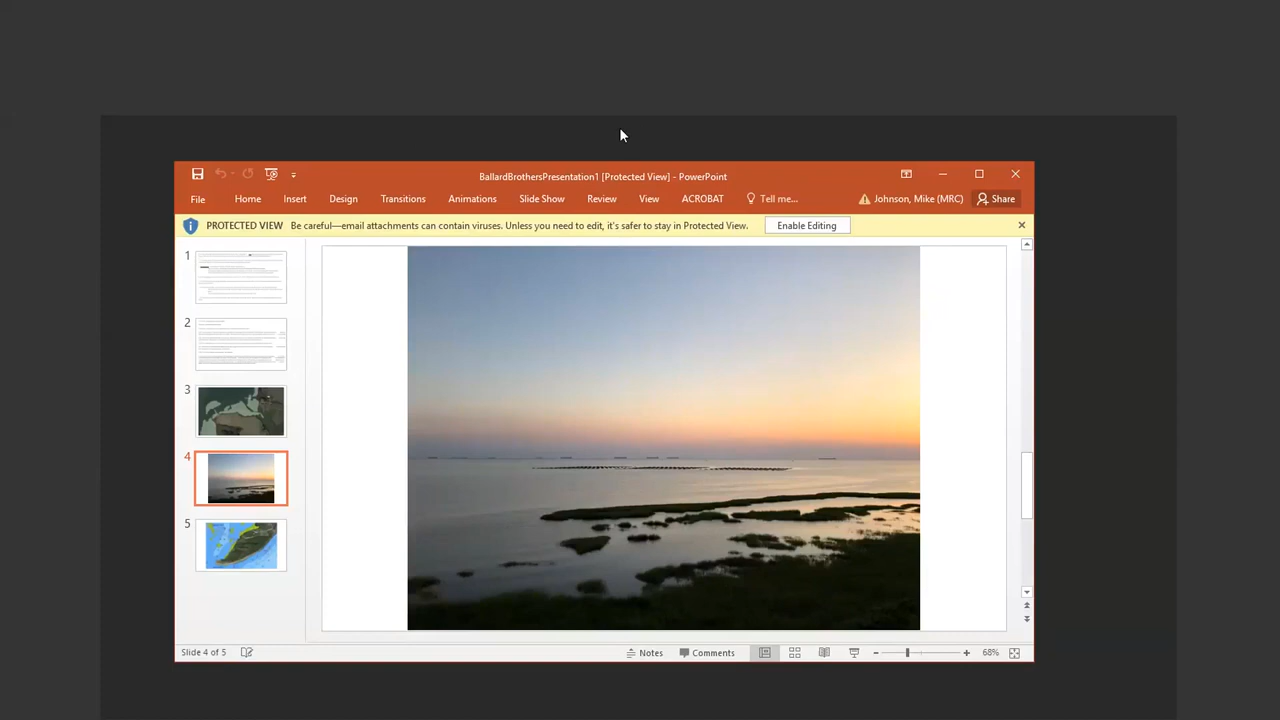 BallardBrothersPresentation1 [Protected View] - PowerPoint
File Home Insert Design Transitions Animations Slide Show Review View ACROBAT Tell me... Johnson, Mike (MRC) Share
PROTECTED VIEW Be careful—email attachments can contain viruses. Unless you need to edit, it's safer to stay in Protected View. Enable Editing
1
2
3
4
5
Slide 4 of 5 Notes Comments 68%